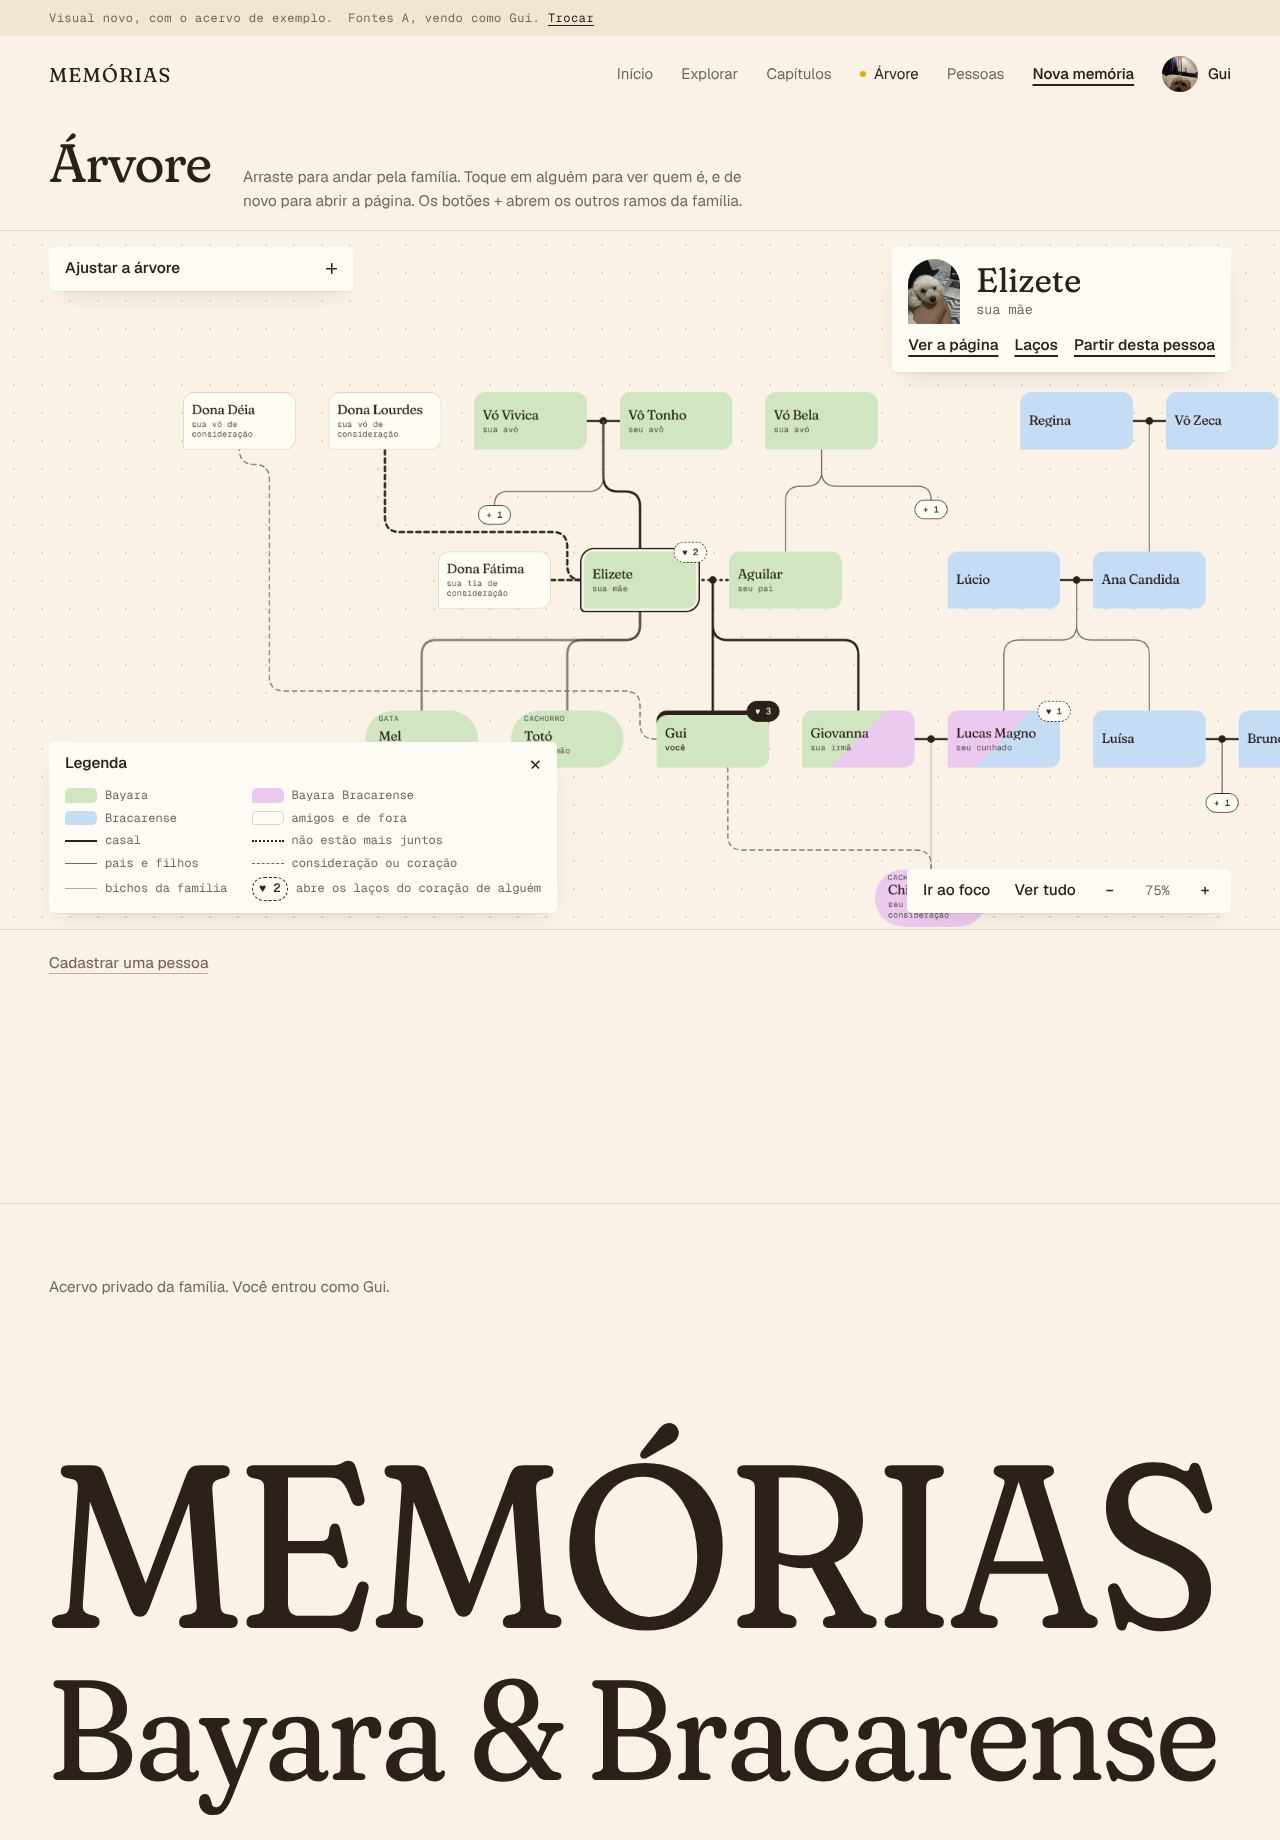 Visual novo, com o acervo de exemplo. Fontes A, vendo como Gui. Trocar
MEMÓRIAS
Início
Explorar
Capítulos
Árvore
Pessoas
Nova memória
Gui
Árvore
Arraste para andar pela família. Toque em alguém para ver quem é, e de
novo para abrir a página. Os botões + abrem os outros ramos da família.
Ajustar a árvore +
Elizete
sua mãe
Ver a página
Laços
Partir desta pessoa
Dona Déia
sua vó de
consideração
Dona Lourdes
sua vó de
consideração
Vó Vivica
sua avó
Vô Tonho
seu avô
Vó Bela
sua avó
Regina
Vô Zeca
+ 1
+ 1
Dona Fátima
sua tia de
consideração
Elizete
sua mãe
♥ 2
Aguilar
seu pai
Lúcio
Ana Candida
GATA
Mel
CACHORRO
Totó
Gui
você
♥ 3
Giovanna
sua irmã
Lucas Magno
seu cunhado
♥ 1
Luísa
+ 1
Legenda ×
Bayara
Bayara Bracarense
Bracarense
amigos e de fora
casal
não estão mais juntos
pais e filhos
consideração ou coração
bichos da família
♥ 2 abre os laços do coração de alguém
seu
consideração
Ir ao foco
Ver tudo
− 75% +
Cadastrar uma pessoa
Acervo privado da família. Você entrou como Gui.
MEMÓRIAS
Bayara & Bracarense